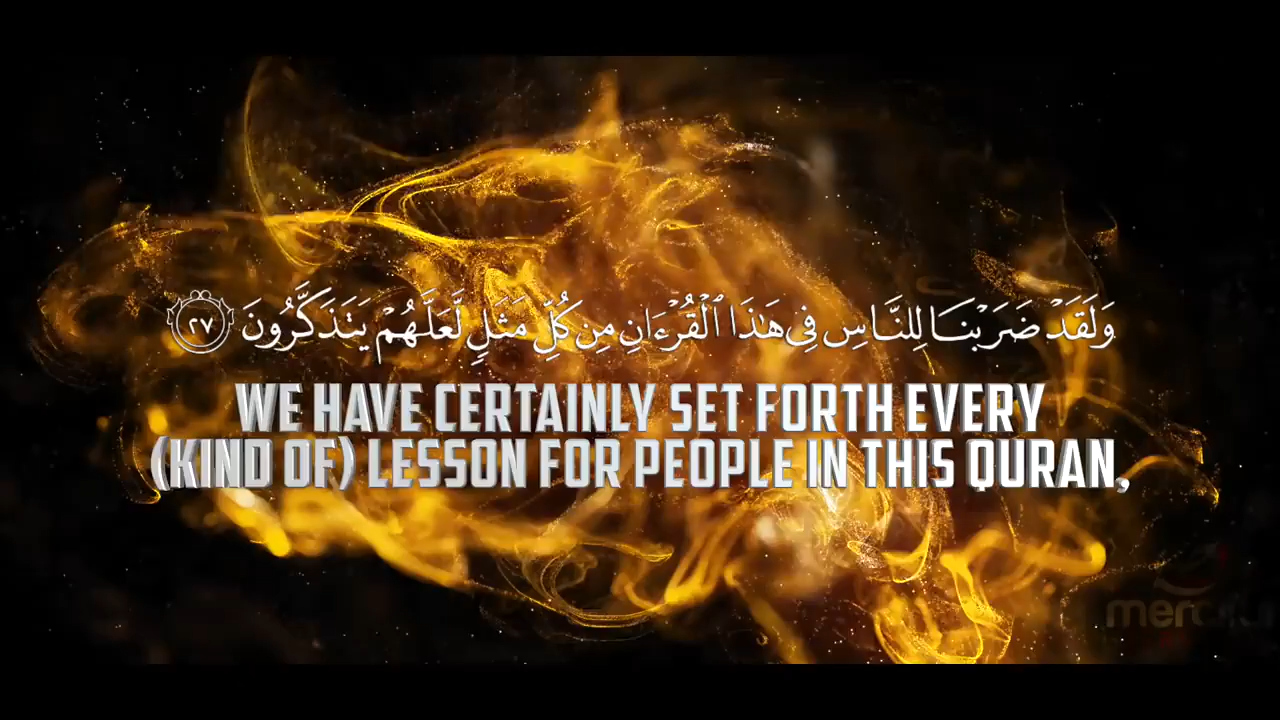 وَلَقَدْ ضَرَبْنَا لِلنَّاسِ فِى هَٰذَا ٱلْقُرْءَانِ مِن كُلِّ مَثَلٍ لَّعَلَّهُمْ يَتَذَكَّرُونَ ٢٧
WE HAVE CERTAINLY SET FORTH EVERY
(KIND OF) LESSON FOR PEOPLE IN THIS QURAN,